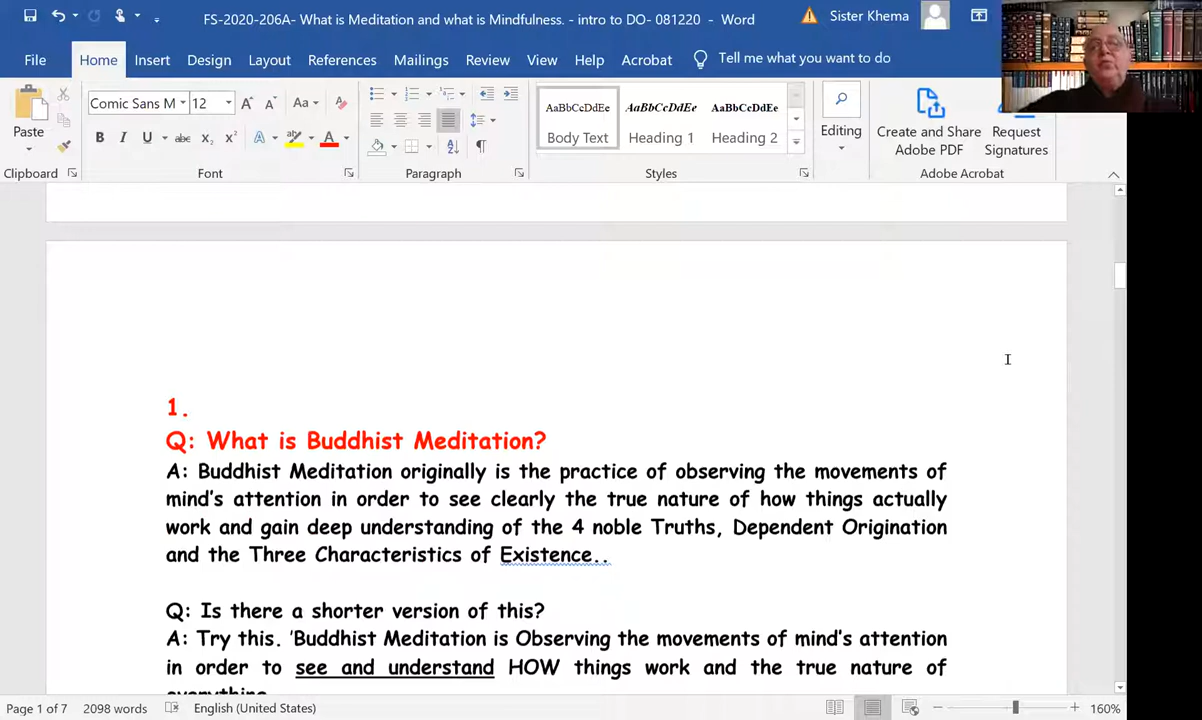 FS-2020-206A- What is Meditation and what is Mindfulness. - intro to DO- 081220 - Word
Sister Khema
File Home Insert Design Layout References Mailings Review View Help Acrobat Tell me what you want to do
Comic Sans M 12 A A Aa
AaBbCcDdEe AaBbCcDdEe AaBbCcDdEe
Paste B I U abc x₂ x² A ab A
Body Text Heading 1 Heading 2
Editing
Create and Share Adobe PDF
Request Signatures
Clipboard Font Paragraph Styles Adobe Acrobat
1.
Q: What is Buddhist Meditation?
A: Buddhist Meditation originally is the practice of observing the movements of
mind's attention in order to see clearly the true nature of how things actually
work and gain deep understanding of the 4 noble Truths, Dependent Origination
and the Three Characteristics of Existence..
Q: Is there a shorter version of this?
A: Try this. 'Buddhist Meditation is Observing the movements of mind's attention
in order to see and understand HOW things work and the true nature of
everything
Page 1 of 7 2098 words English (United States) 160%